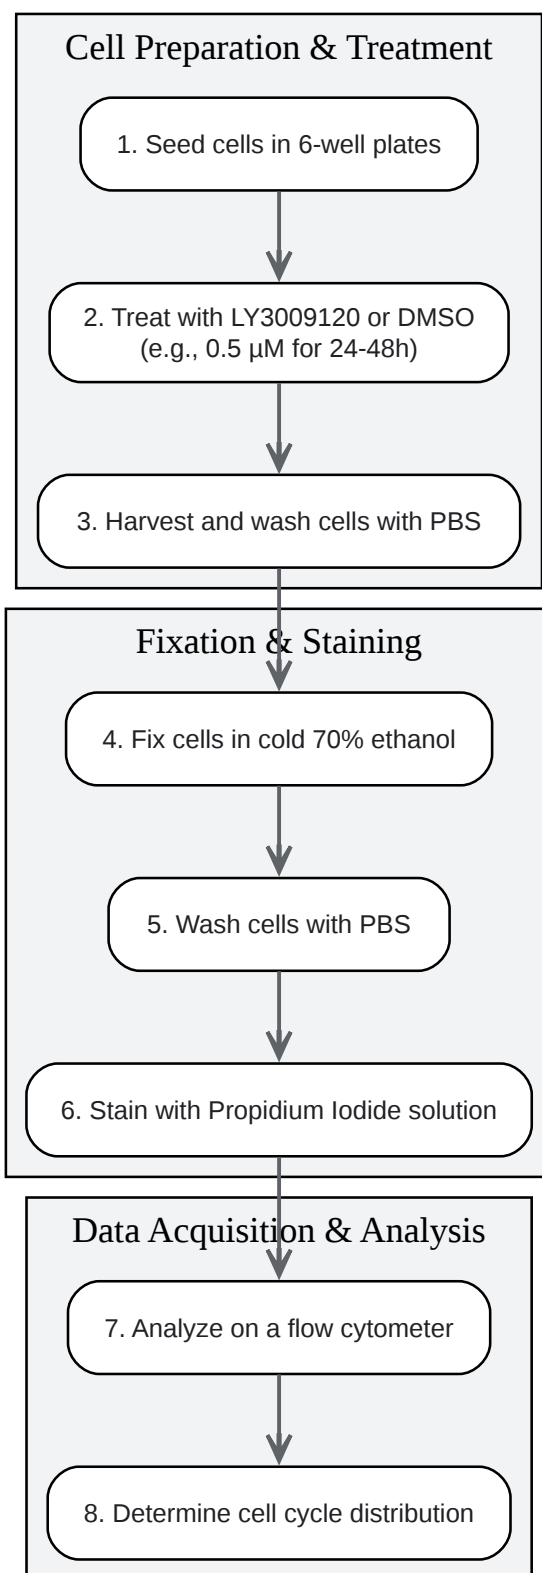 Cell Preparation & Treatment
1. Seed cells in 6-well plates
2. Treat with LY3009120 or DMSO
(e.g., 0.5 µM for 24-48h)
3. Harvest and wash cells with PBS
Fixation & Staining
4. Fix cells in cold 70% ethanol
5. Wash cells with PBS
6. Stain with Propidium Iodide solution
Data Acquisition & Analysis
7. Analyze on a flow cytometer
8. Determine cell cycle distribution